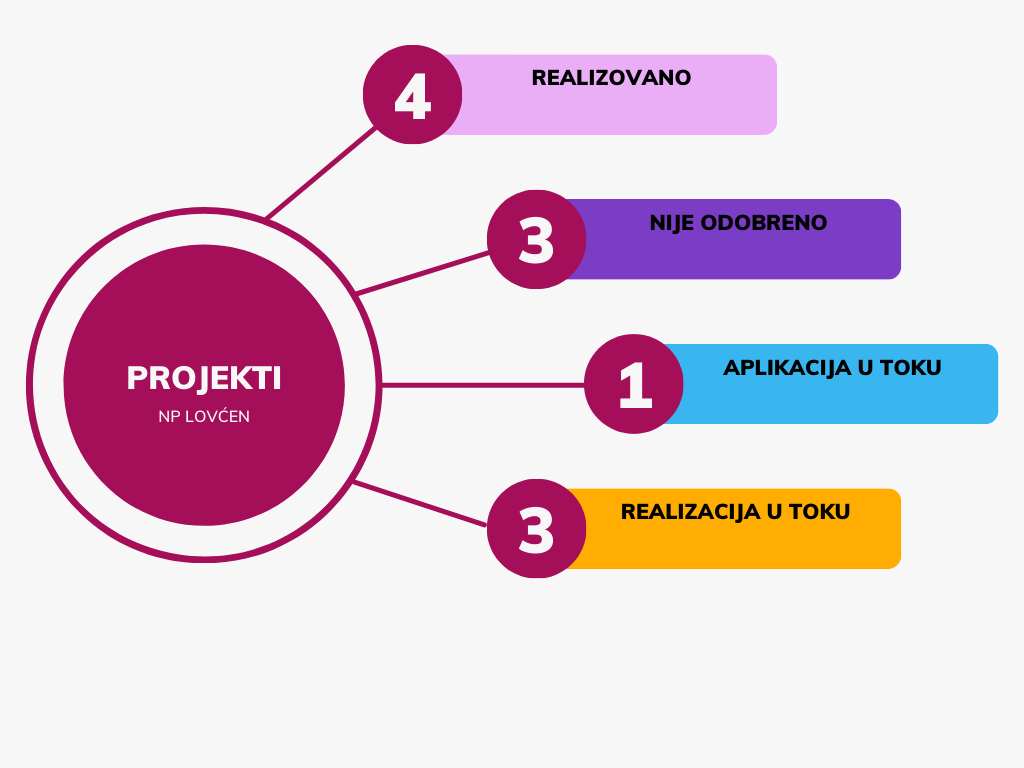 4
REALIZOVANO
3
NIJE ODOBRENO
PROJEKTI
NP LOVĆEN
1
APLIKACIJA U TOKU
3
REALIZACIJA U TOKU